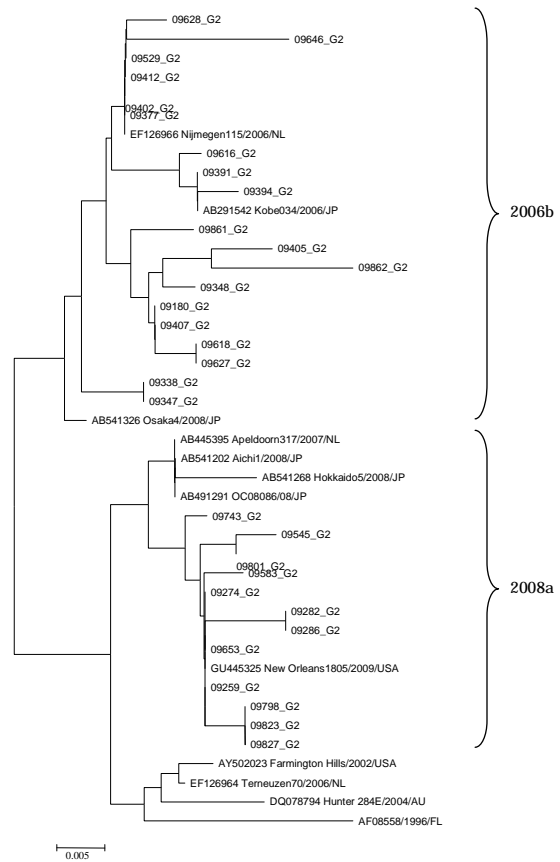 09628_G2
09646_G2
09529_G2
09412_G2
09402_G2
09377_G2
EF126966 Nijmegen115/2006/NL
09616_G2
09391_G2
09394_G2
AB291542 Kobe034/2006/JP
2006b
09861_G2
09405_G2
09862_G2
09348_G2
09180_G2
09407_G2
09618_G2
09627_G2
09338_G2
09347_G2
AB541326 Osaka4/2008/JP
AB445395 Apeldoorn317/2007/NL
AB541202 Aichi1/2008/JP
AB541268 Hokkaido5/2008/JP
AB491291 OC08086/08/JP
09743_G2
09545_G2
09801_G2
09583_G2
2008a
09274_G2
09282_G2
09286_G2
09653_G2
GU445325 New Orleans1805/2009/USA
09259_G2
09798_G2
09823_G2
09827_G2
AY502023 Farmington Hills/2002/USA
EF126964 Terneuzen70/2006/NL
DQ078794 Hunter 284E/2004/AU
AF08558/1996/FL
0.005